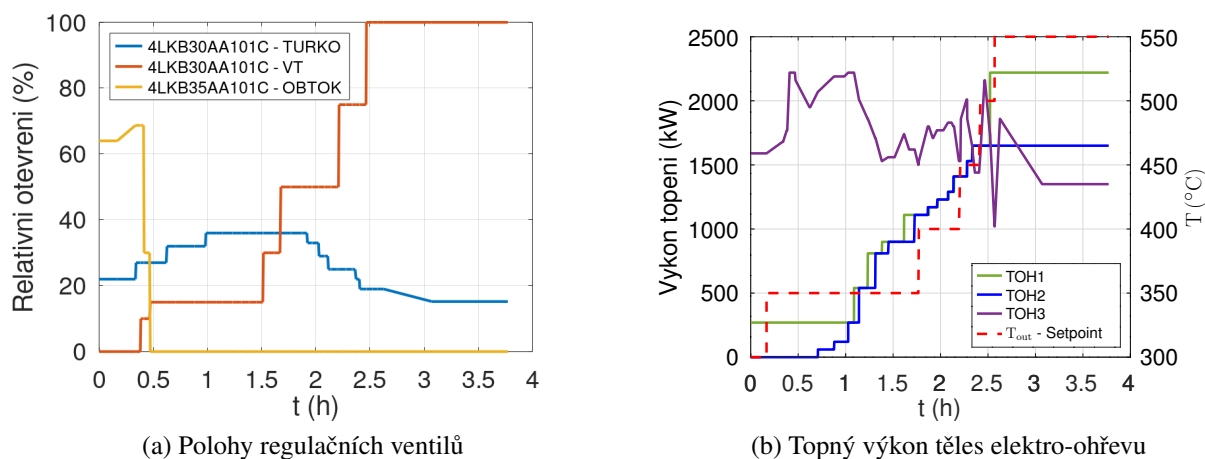 100
80
60
40
20
0
Relativni otevreni (%)
4LKB30AA101C - TURKO
4LKB30AA101C - VT
4LKB35AA101C - OBTOK
0 0.5 1 1.5 2 2.5 3 3.5 4
t (h)
(a) Polohy regulačních ventilů
2500
2000
1500
1000
500
0
Vykon topeni (kW)
550
500
450
400
350
300
T (°C)
TOH1
TOH2
TOH3
Tout - Setpoint
0 0.5 1 1.5 2 2.5 3 3.5 4
t (h)
(b) Topný výkon těles elektro-ohřevu